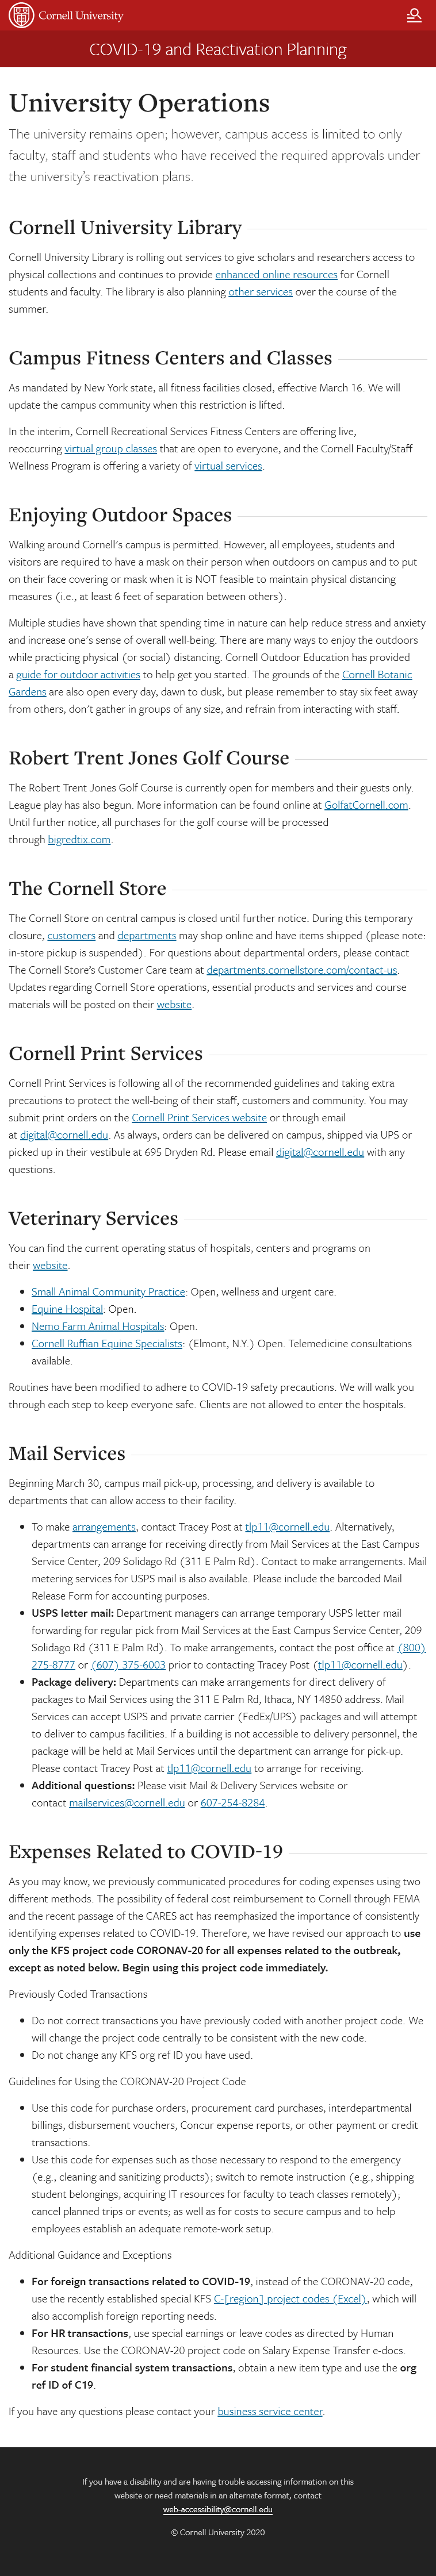 Cornell University
COVID-19 and Reactivation Planning
University Operations
The university remains open; however, campus access is limited to only
faculty, staff and students who have received the required approvals under
the university's reactivation plans.
Cornell University Library
Cornell University Library is rolling out services to give scholars and researchers access to
physical collections and continues to provide enhanced online resources for Cornell
students and faculty. The library is also planning other services over the course of the
summer.
Campus Fitness Centers and Classes
As mandated by New York state, all fitness facilities closed, effective March 16. We will
update the campus community when this restriction is lifted.
In the interim, Cornell Recreational Services Fitness Centers are offering live,
reoccurring virtual group classes that are open to everyone, and the Cornell Faculty/Staff
Wellness Program is offering a variety of virtual services.
Enjoying Outdoor Spaces
Walking around Cornell's campus is permitted. However, all employees, students and
visitors are required to have a mask on their person when outdoors on campus and to put
on their face covering or mask when it is NOT feasible to maintain physical distancing
measures (i.e., at least 6 feet of separation between others).
Multiple studies have shown that spending time in nature can help reduce stress and anxiety
and increase one's sense of overall well-being. There are many ways to enjoy the outdoors
while practicing physical (or social) distancing. Cornell Outdoor Education has provided
a guide for outdoor activities to help get you started. The grounds of the Cornell Botanic
Gardens are also open every day, dawn to dusk, but please remember to stay six feet away
from others, don't gather in groups of any size, and refrain from interacting with staff.
Robert Trent Jones Golf Course
The Robert Trent Jones Golf Course is currently open for members and their guests only.
League play has also begun. More information can be found online at GolfatCornell.com.
Until further notice, all purchases for the golf course will be processed
through bigredtix.com.
The Cornell Store
The Cornell Store on central campus is closed until further notice. During this temporary
closure, customers and departments may shop online and have items shipped (please note:
in-store pickup is suspended). For questions about departmental orders, please contact
The Cornell Store's Customer Care team at departments.cornellstore.com/contact-us.
Updates regarding Cornell Store operations, essential products and services and course
materials will be posted on their website.
Cornell Print Services
Cornell Print Services is following all of the recommended guidelines and taking extra
precautions to protect the well-being of their staff, customers and community. You may
submit print orders on the Cornell Print Services website or through email
at digital@cornell.edu. As always, orders can be delivered on campus, shipped via UPS or
picked up in their vestibule at 695 Dryden Rd. Please email digital@cornell.edu with any
questions.
Veterinary Services
You can find the current operating status of hospitals, centers and programs on
their website.
• Small Animal Community Practice: Open, wellness and urgent care.
• Equine Hospital: Open.
• Nemo Farm Animal Hospitals: Open.
• Cornell Ruffian Equine Specialists: (Elmont, N.Y.) Open. Telemedicine consultations
available.
Routines have been modified to adhere to COVID-19 safety precautions. We will walk you
through each step to keep everyone safe. Clients are not allowed to enter the hospitals.
Mail Services
Beginning March 30, campus mail pick-up, processing, and delivery is available to
departments that can allow access to their facility.
• To make arrangements, contact Tracey Post at tlp11@cornell.edu. Alternatively,
departments can arrange for receiving directly from Mail Services at the East Campus
Service Center, 209 Solidago Rd (311 E Palm Rd). Contact to make arrangements. Mail
metering services for USPS mail is also available. Please include the barcoded Mail
Release Form for accounting purposes.
• USPS letter mail: Department managers can arrange temporary USPS letter mail
forwarding for regular pick from Mail Services at the East Campus Service Center, 209
Solidago Rd (311 E Palm Rd). To make arrangements, contact the post office at (800)
275-8777 or (607) 375-6003 prior to contacting Tracey Post (tlp11@cornell.edu).
• Package delivery: Departments can make arrangements for direct delivery of
packages to Mail Services using the 311 E Palm Rd, Ithaca, NY 14850 address. Mail
Services can accept USPS and private carrier (FedEx/UPS) packages and will attempt
to deliver to campus facilities. If a building is not accessible to delivery personnel, the
package will be held at Mail Services until the department can arrange for pick-up.
Please contact Tracey Post at tlp11@cornell.edu to arrange for receiving.
• Additional questions: Please visit Mail & Delivery Services website or
contact mailservices@cornell.edu or 607-254-8284.
Expenses Related to COVID-19
As you may know, we previously communicated procedures for coding expenses using two
different methods. The possibility of federal cost reimbursement to Cornell through FEMA
and the recent passage of the CARES act has reemphasized the importance of consistently
identifying expenses related to COVID-19. Therefore, we have revised our approach to use
only the KFS project code CORONAV-20 for all expenses related to the outbreak,
except as noted below. Begin using this project code immediately.
Previously Coded Transactions
• Do not correct transactions you have previously coded with another project code. We
will change the project code centrally to be consistent with the new code.
• Do not change any KFS org ref ID you have used.
Guidelines for Using the CORONAV-20 Project Code
• Use this code for purchase orders, procurement card purchases, interdepartmental
billings, disbursement vouchers, Concur expense reports, or other payment or credit
transactions.
• Use this code for expenses such as those necessary to respond to the emergency
(e.g., cleaning and sanitizing products); switch to remote instruction (e.g., shipping
student belongings, acquiring IT resources for faculty to teach classes remotely);
cancel planned trips or events; as well as for costs to secure campus and to help
employees establish an adequate remote-work setup.
Additional Guidance and Exceptions
• For foreign transactions related to COVID-19, instead of the CORONAV-20 code,
use the recently established special KFS C-[region] project codes (Excel), which will
also accomplish foreign reporting needs.
• For HR transactions, use special earnings or leave codes as directed by Human
Resources. Use the CORONAV-20 project code on Salary Expense Transfer e-docs.
• For student financial system transactions, obtain a new item type and use the org
ref ID of C19.
If you have any questions please contact your business service center.
If you have a disability and are having trouble accessing information on this
website or need materials in an alternate format, contact
web-accessibility@cornell.edu
© Cornell University 2020